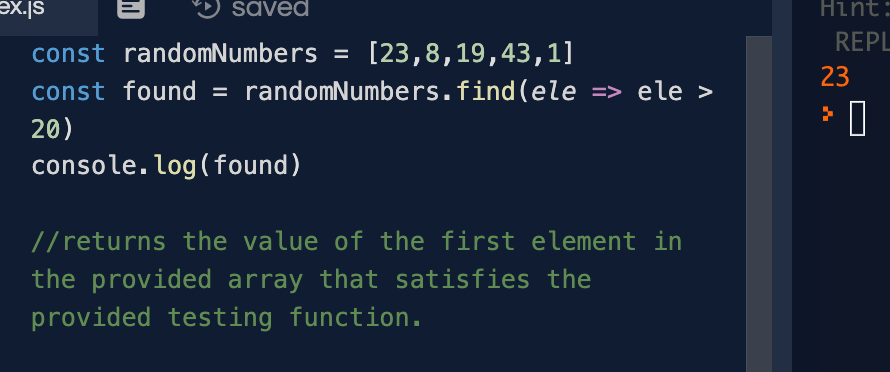 ex.js
saved
const randomNumbers = [23,8,19,43,1]
const found = randomNumbers.find(ele => ele >
20)
console.log(found)
//returns the value of the first element in
the provided array that satisfies the
provided testing function.
Hint:
REPL
23